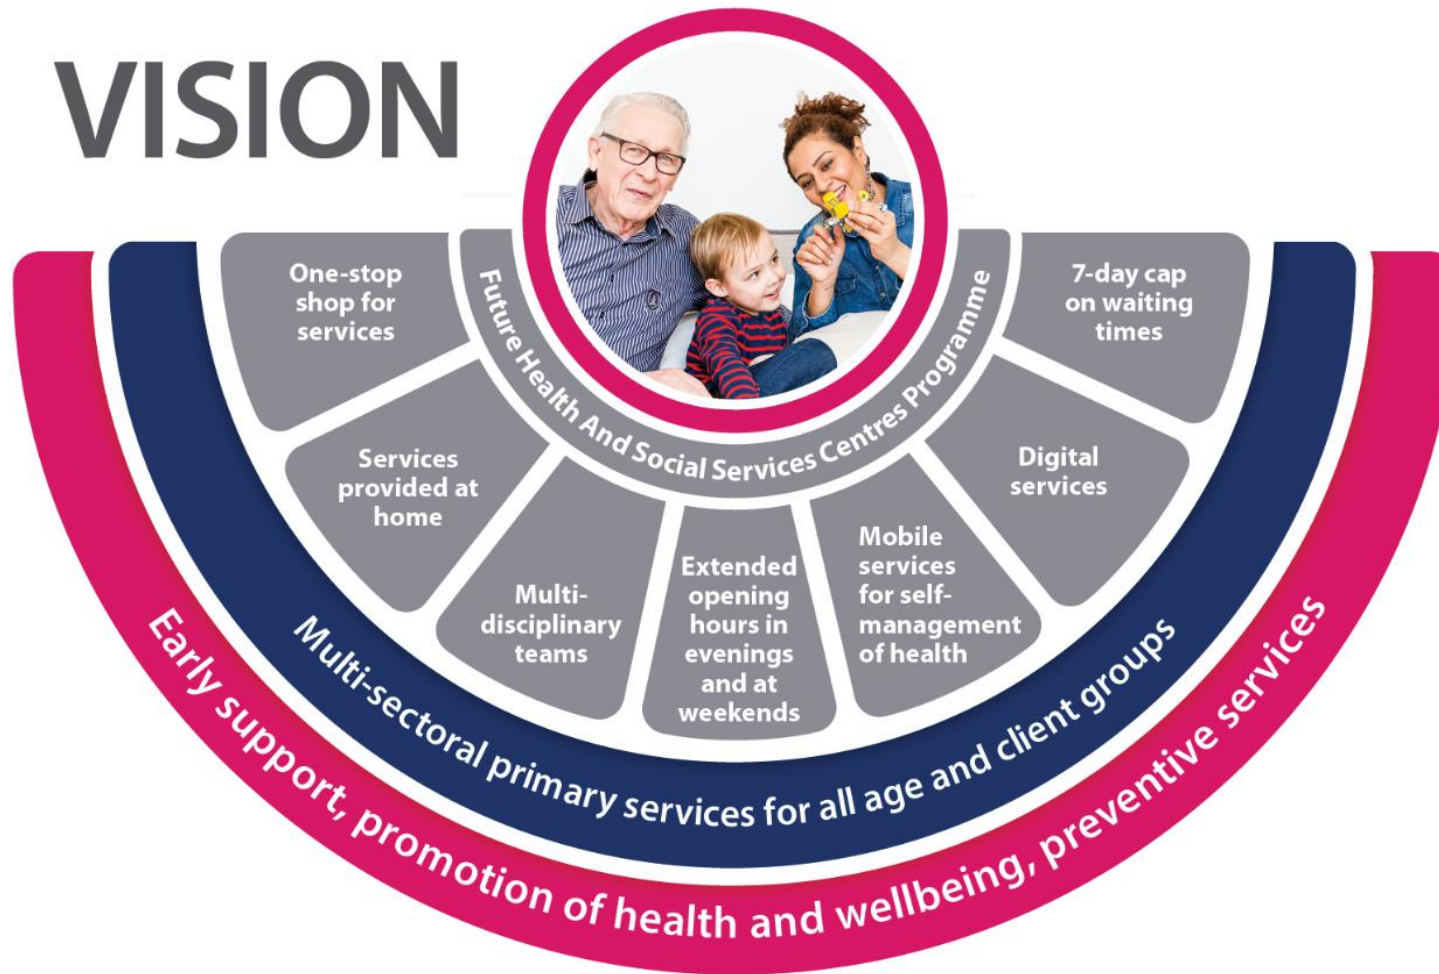 VISION
Future Health And Social Services Centres Programme
One-stop
shop for
services
Services
provided at
home
Multi-
disciplinary
teams
Extended
opening
hours in
evenings
and at
weekends
Mobile
services
for self-
management
of health
Digital
services
7-day cap
on waiting
times
Multi-sectoral primary services for all age and client groups
Early support, promotion of health and wellbeing, preventive services